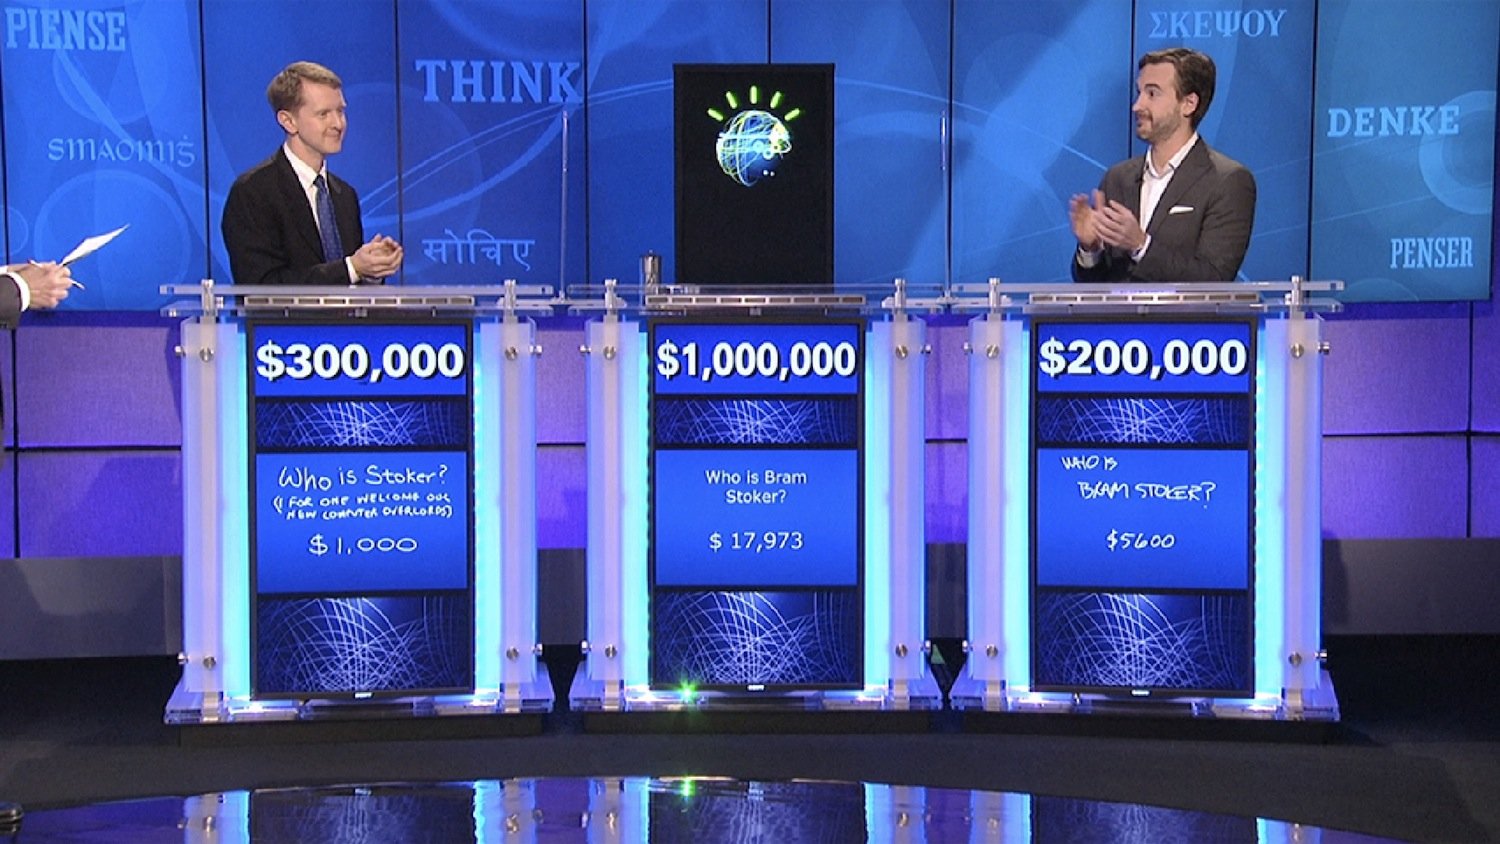 PIENSE
THINK
ΣΚΕΨΟΥ
smaoiniġ
DENKE
सोचिए
PENSER
$300,000
Who is Stoker?
(I FOR ONE WELCOME OUR
NEW COMPUTER OVERLORDS)
$1,000
$1,000,000
Who is Bram
Stoker?
$ 17,973
$200,000
WHO IS
BRAM STOKER?
$5600